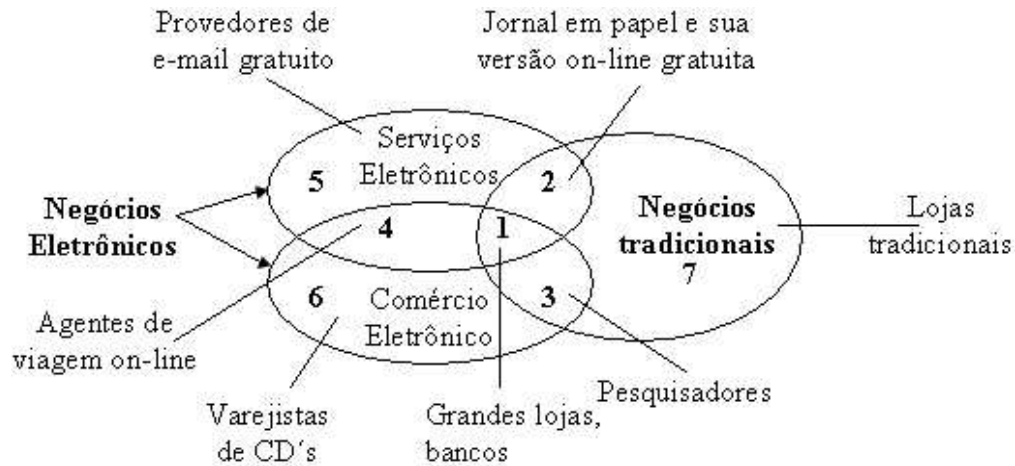 Provedores de
e-mail gratuito
Jornal em papel e sua
versão on-line gratuita
Serviços
Eletrônicos
5
2
Negócios
Eletrônicos
4
1
Negócios
tradicionais
7
Lojas
tradicionais
6
Comércio
Eletrônico
3
Agentes de
viagem on-line
Pesquisadores
Varejistas
de CD´s
Grandes lojas,
bancos